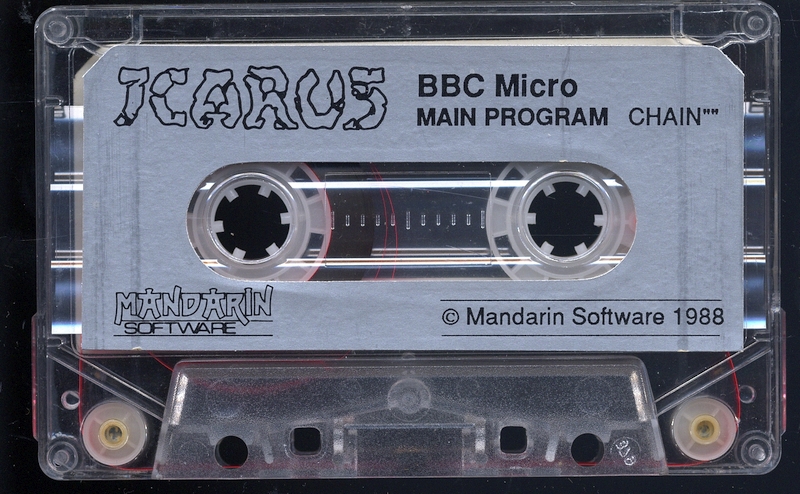 ICARUS
BBC Micro
MAIN PROGRAM CHAIN""
MANDARIN
SOFTWARE
© Mandarin Software 1988